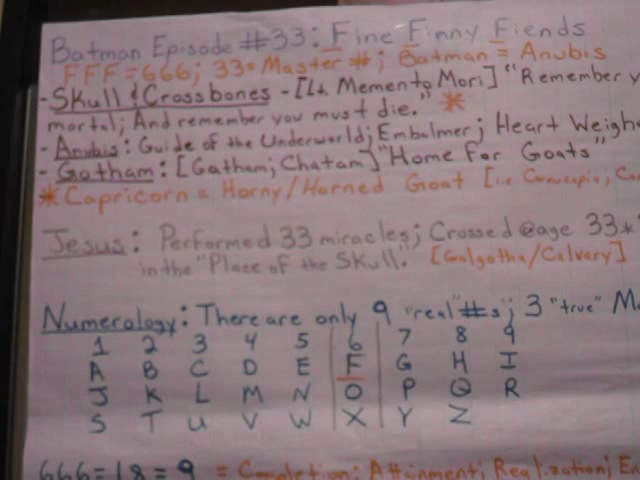 Batman Episode #33: Fine Finny Fiends
FFF=666; 33=Master #; Batman = Anubis
- Skull & Crossbones - [Lt. Memento Mori] "Remember y
mortal; And remember you must die." *
- Anubis: Guide of the Underworld; Embalmer; Heart Weighe
- Gotham: [Gatham; Chatam] "Home for Goats"
* Capricorn = Horny/Horned Goat [i.e
Jesus: Performed 33 miracles; Crossed @age 33*
in the "Place of the Skull." [Golgotha/Calvary]
Numerology: There are only 9 "real" #s; 3 "true" Ma
1 2 3 4 5 6 7 8 9
A B C D E F G H I
J K L M N O P Q R
S T U V W X Y Z
666=18=9 = Completion; Attainment; Realization; En